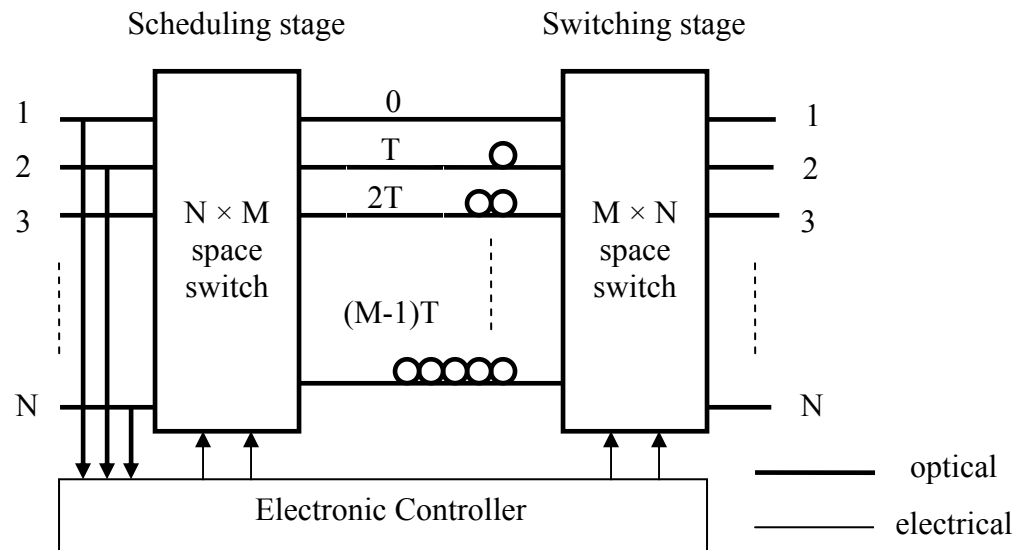 Scheduling stage
Switching stage
1
2
3
N
N × M
space
switch
0
T
2T
(M-1)T
M × N
space
switch
1
2
3
N
Electronic Controller
optical
electrical